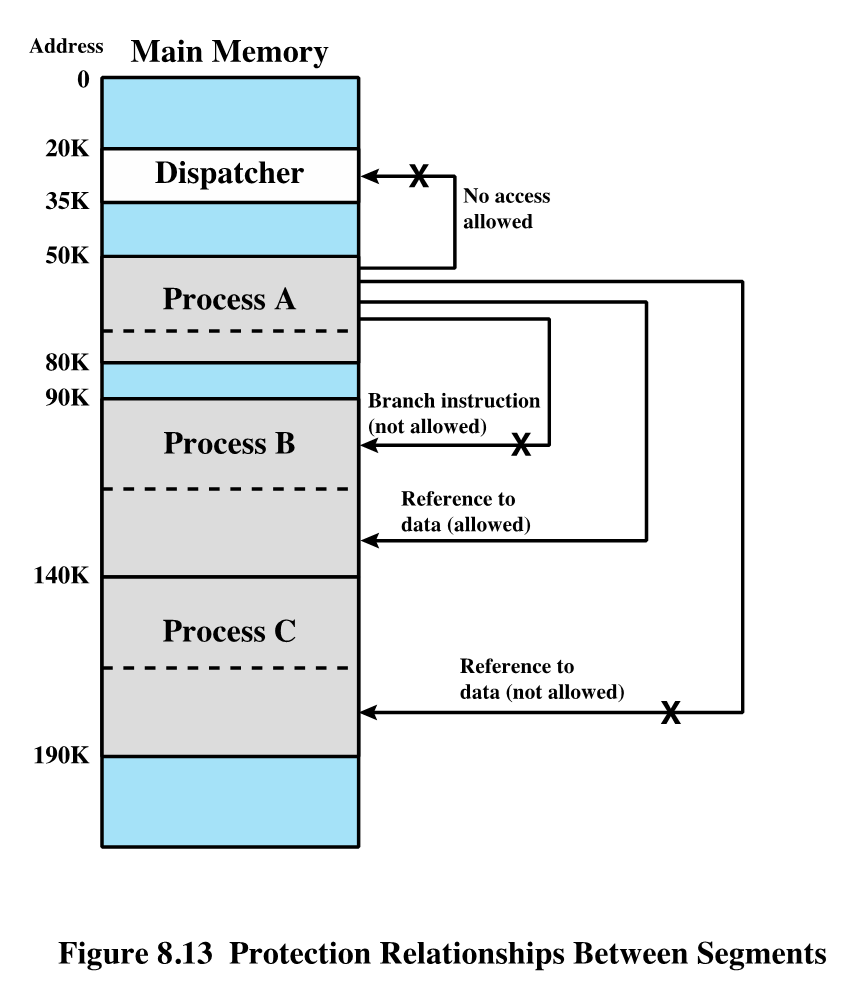 Address
Main Memory
0
20K
Dispatcher
X
35K
No access
allowed
50K
Process A
80K
90K
Branch instruction
(not allowed)
Process B
X
Reference to
data (allowed)
140K
Process C
Reference to
data (not allowed)
X
190K
Figure 8.13 Protection Relationships Between Segments